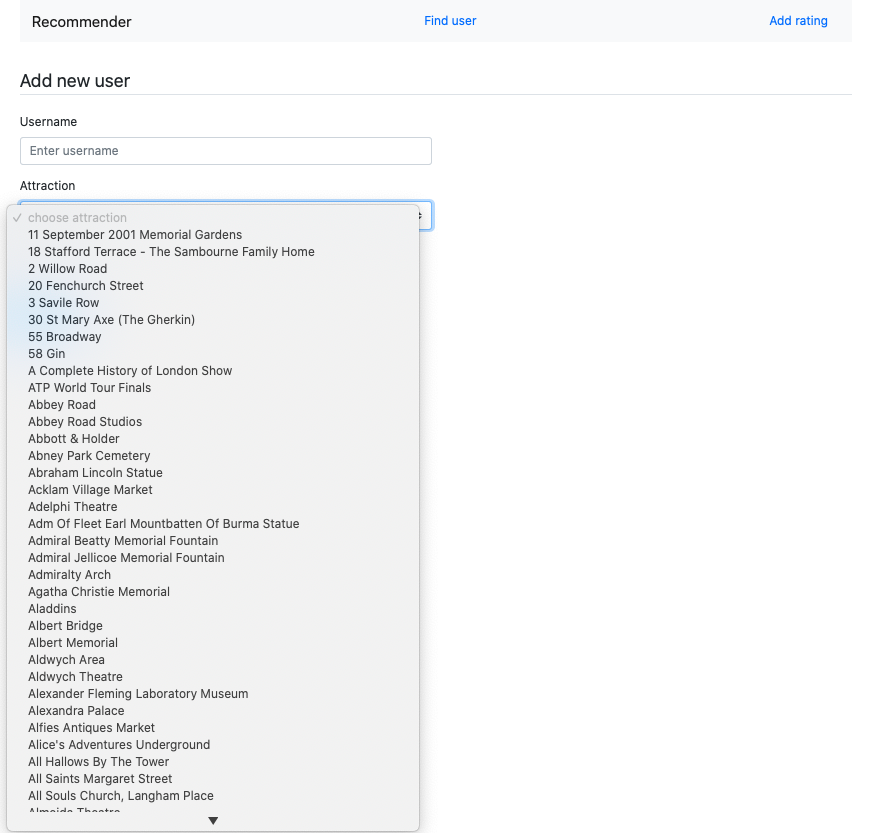 Recommender
Find user
Add rating
Add new user
Username
Enter username
Attraction
choose attraction
11 September 2001 Memorial Gardens
18 Stafford Terrace - The Sambourne Family Home
2 Willow Road
20 Fenchurch Street
3 Savile Row
30 St Mary Axe (The Gherkin)
55 Broadway
58 Gin
A Complete History of London Show
ATP World Tour Finals
Abbey Road
Abbey Road Studios
Abbott & Holder
Abney Park Cemetery
Abraham Lincoln Statue
Acklam Village Market
Adelphi Theatre
Adm Of Fleet Earl Mountbatten Of Burma Statue
Admiral Beatty Memorial Fountain
Admiral Jellicoe Memorial Fountain
Admiralty Arch
Agatha Christie Memorial
Aladdins
Albert Bridge
Albert Memorial
Aldwych Area
Aldwych Theatre
Alexander Fleming Laboratory Museum
Alexandra Palace
Alfies Antiques Market
Alice's Adventures Underground
All Hallows By The Tower
All Saints Margaret Street
All Souls Church, Langham Place
Almeida Theatre